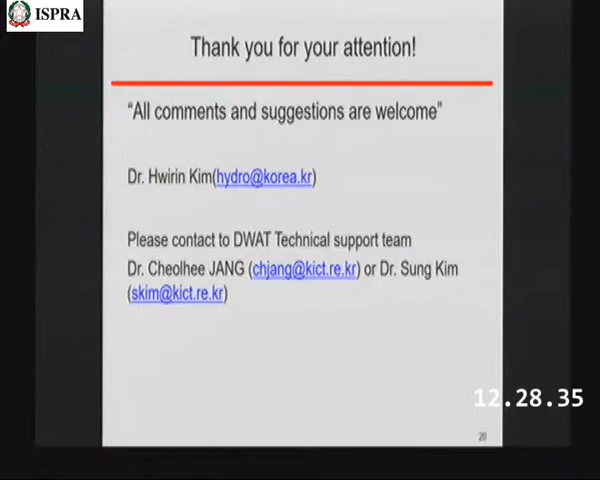 ISPRA
Thank you for your attention!
“All comments and suggestions are welcome”
Dr. Hwirin Kim(hydro@korea.kr)
Please contact to DWAT Technical support team
Dr. Cheolhee JANG (chjang@kict.re.kr) or Dr. Sung Kim
(skim@kict.re.kr)
12.28.35
20